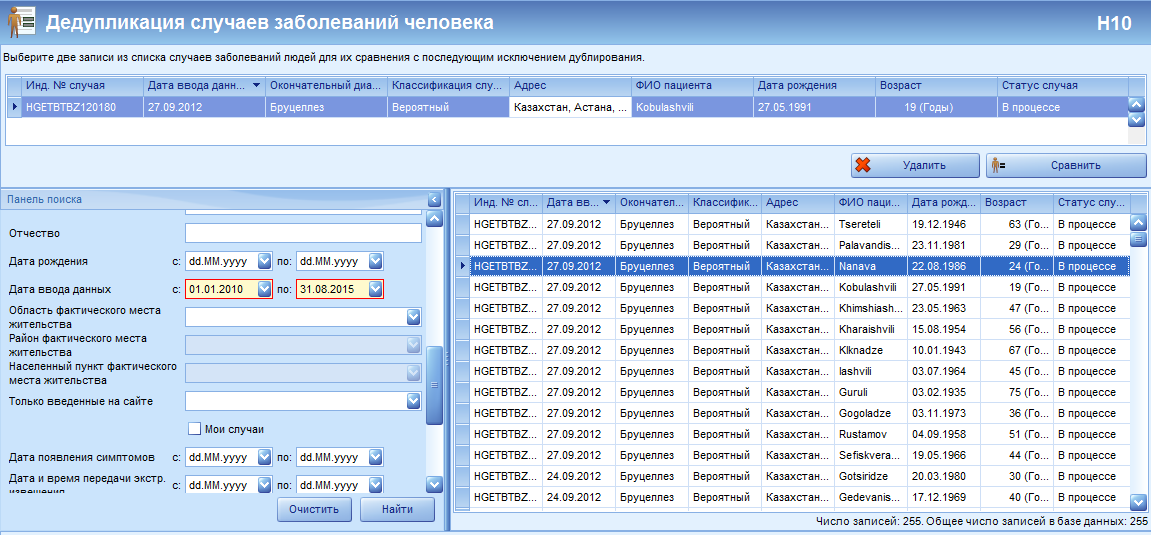 Дедупликация случаев заболеваний человека
H10
Выберите две записи из списка случаев заболеваний людей для их сравнения с последующим исключением дублирования.
Инд. № случая Дата ввода данн... Окончательный диа... Классификация слу... Адрес ФИО пациента Дата рождения Возраст Статус случая
HGETBTBZ120180 27.09.2012 Бруцеллез Вероятный Казахстан, Астана, ... Kobulashvili 27.05.1991 19 (Годы) В процессе
Удалить Сравнить
Панель поиска
Отчество
Дата рождения с: dd.MM.yyyy по: dd.MM.yyyy
Дата ввода данных с: 01.01.2010 по: 31.08.2015
Область фактического места
жительства
Район фактического места
жительства
Населенный пункт фактического
места жительства
Только введенные на сайте
Мои случаи
Дата появления симптомов с: dd.MM.yyyy по: dd.MM.yyyy
Дата и время передачи экстр. с: dd.MM.yyyy по: dd.MM.yyyy
извещения
Очистить Найти
Инд. № сл... Дата вв... Окончател... Классифик... Адрес ФИО паци... Дата рожд... Возраст Статус слу...
HGETBTBZ... 27.09.2012 Бруцеллез Вероятный Казахстан... Tsereteli 19.12.1946 63 (Го... В процессе
HGETBTBZ... 27.09.2012 Бруцеллез Вероятный Казахстан... Palavandis... 23.11.1981 29 (Го... В процессе
HGETBTBZ... 27.09.2012 Бруцеллез Вероятный Казахстан... Nanava 22.08.1986 24 (Го... В процессе
HGETBTBZ... 27.09.2012 Бруцеллез Вероятный Казахстан... Kobulashvili 27.05.1991 19 (Го... В процессе
HGETBTBZ... 27.09.2012 Бруцеллез Вероятный Казахстан... Khimshiash... 23.05.1963 47 (Го... В процессе
HGETBTBZ... 27.09.2012 Бруцеллез Вероятный Казахстан... Kharaishvili 15.08.1954 56 (Го... В процессе
HGETBTBZ... 27.09.2012 Бруцеллез Вероятный Казахстан... Klknadze 10.01.1943 67 (Го... В процессе
HGETBTBZ... 27.09.2012 Бруцеллез Вероятный Казахстан... Iashvili 03.07.1964 45 (Го... В процессе
HGETBTBZ... 27.09.2012 Бруцеллез Вероятный Казахстан... Guruli 03.02.1935 75 (Го... В процессе
HGETBTBZ... 27.09.2012 Бруцеллез Вероятный Казахстан... Gogoladze 03.11.1973 36 (Го... В процессе
HGETBTBZ... 27.09.2012 Бруцеллез Вероятный Казахстан... Rustamov 04.09.1958 51 (Го... В процессе
HGETBTBZ... 27.09.2012 Бруцеллез Вероятный Казахстан... Sefiskvera... 19.05.1966 44 (Го... В процессе
HGETBTBZ... 24.09.2012 Бруцеллез Вероятный Казахстан... Gotsiridze 20.03.1980 30 (Го... В процессе
HGETBTBZ... 24.09.2012 Бруцеллез Вероятный Казахстан... Gedevanis... 17.12.1969 40 (Го... В процессе
Число записей: 255. Общее число записей в базе данных: 255